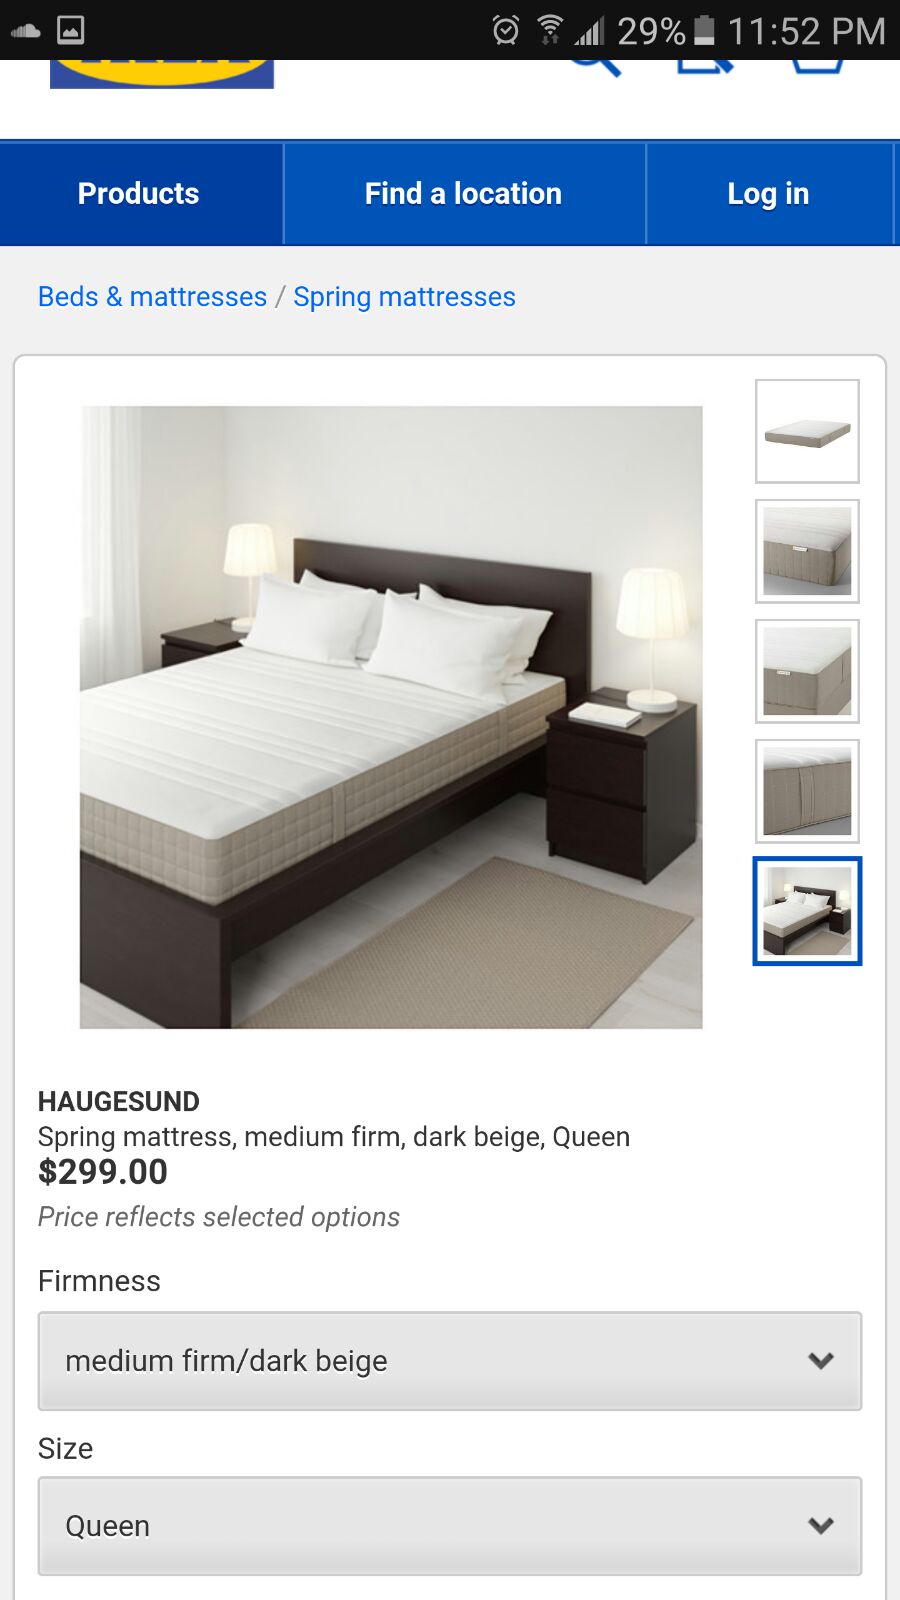 29% 11:52 PM
Products
Find a location
Log in
Beds & mattresses / Spring mattresses
HAUGESUND
Spring mattress, medium firm, dark beige, Queen
$299.00
Price reflects selected options
Firmness
medium firm/dark beige
Size
Queen